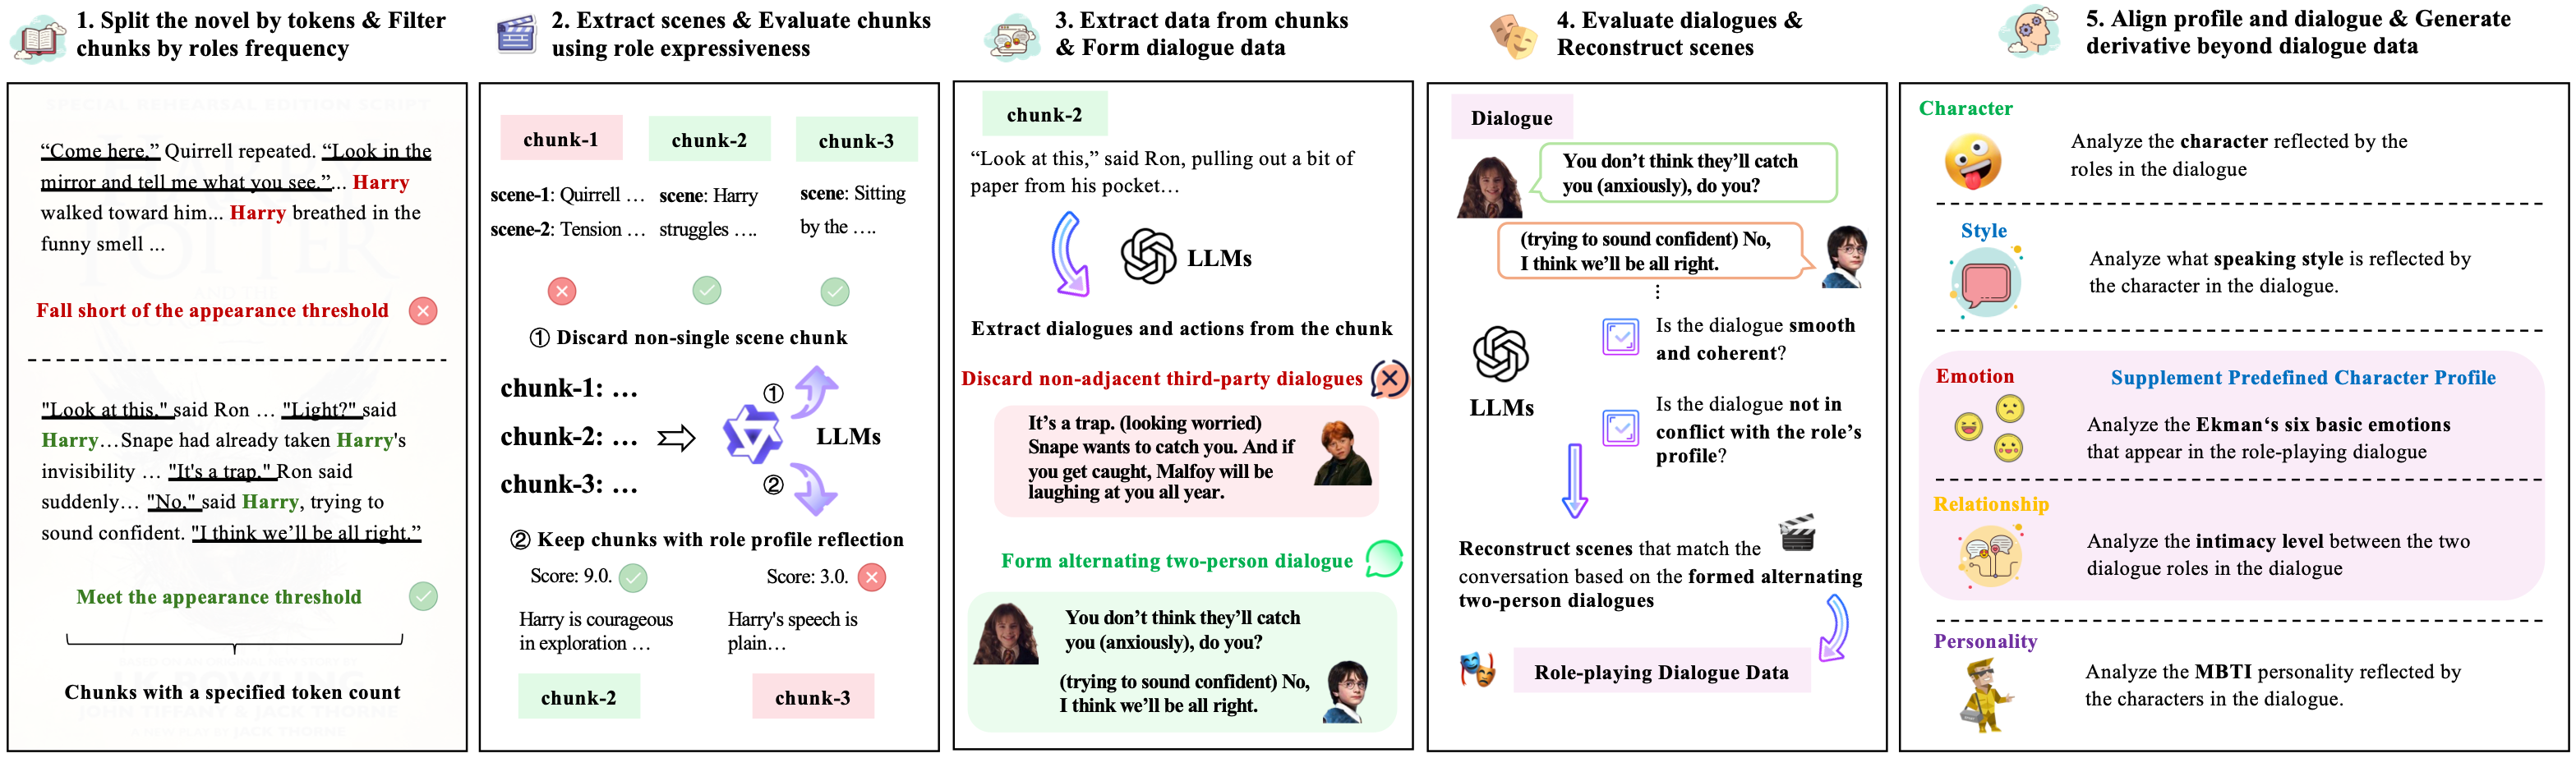 1. Split the novel by tokens & Filter
chunks by roles frequency
“Come here,” Quirrell repeated. “Look in the
mirror and tell me what you see.”... Harry
walked toward him... Harry breathed in the
funny smell ...
Fall short of the appearance threshold
"Look at this," said Ron … "Light?" said
Harry…Snape had already taken Harry's
invisibility … "It's a trap," Ron said
suddenly… "No," said Harry, trying to
sound confident. "I think we’ll be all right.”
Meet the appearance threshold
Chunks with a specified token count
2. Extract scenes & Evaluate chunks
using role expressiveness
chunk-1
chunk-2
chunk-3
scene-1: Quirrell …
scene-2: Tension …
scene: Harry
struggles ….
scene: Sitting
by the ….
① Discard non-single scene chunk
chunk-1: …
chunk-2: …
chunk-3: …
①
LLMs
②
② Keep chunks with role profile reflection
Score: 9.0.
Score: 3.0.
Harry is courageous
in exploration …
Harry's speech is
plain…
chunk-2
chunk-3
3. Extract data from chunks
& Form dialogue data
chunk-2
“Look at this,” said Ron, pulling out a bit of
paper from his pocket…
LLMs
Extract dialogues and actions from the chunk
Discard non-adjacent third-party dialogues
It’s a trap. (looking worried)
Snape wants to catch you. And if
you get caught, Malfoy will be
laughing at you all year.
Form alternating two-person dialogue
You don’t think they’ll catch
you (anxiously), do you?
(trying to sound confident) No,
I think we’ll be all right.
4. Evaluate dialogues &
Reconstruct scenes
Dialogue
You don’t think they’ll catch
you (anxiously), do you?
(trying to sound confident) No,
I think we’ll be all right.
⋮
LLMs
Is the dialogue smooth
and coherent?
Is the dialogue not in
conflict with the role’s
profile?
Reconstruct scenes that match the
conversation based on the formed alternating
two-person dialogues
Role-playing Dialogue Data
5. Align profile and dialogue & Generate
derivative beyond dialogue data
Character
Analyze the character reflected by the
roles in the dialogue
Style
Analyze what speaking style is reflected by
the character in the dialogue.
Emotion
Supplement Predefined Character Profile
Analyze the Ekman‘s six basic emotions
that appear in the role-playing dialogue
Relationship
Analyze the intimacy level between the two
dialogue roles in the dialogue
Personality
Analyze the MBTI personality reflected by
the characters in the dialogue.